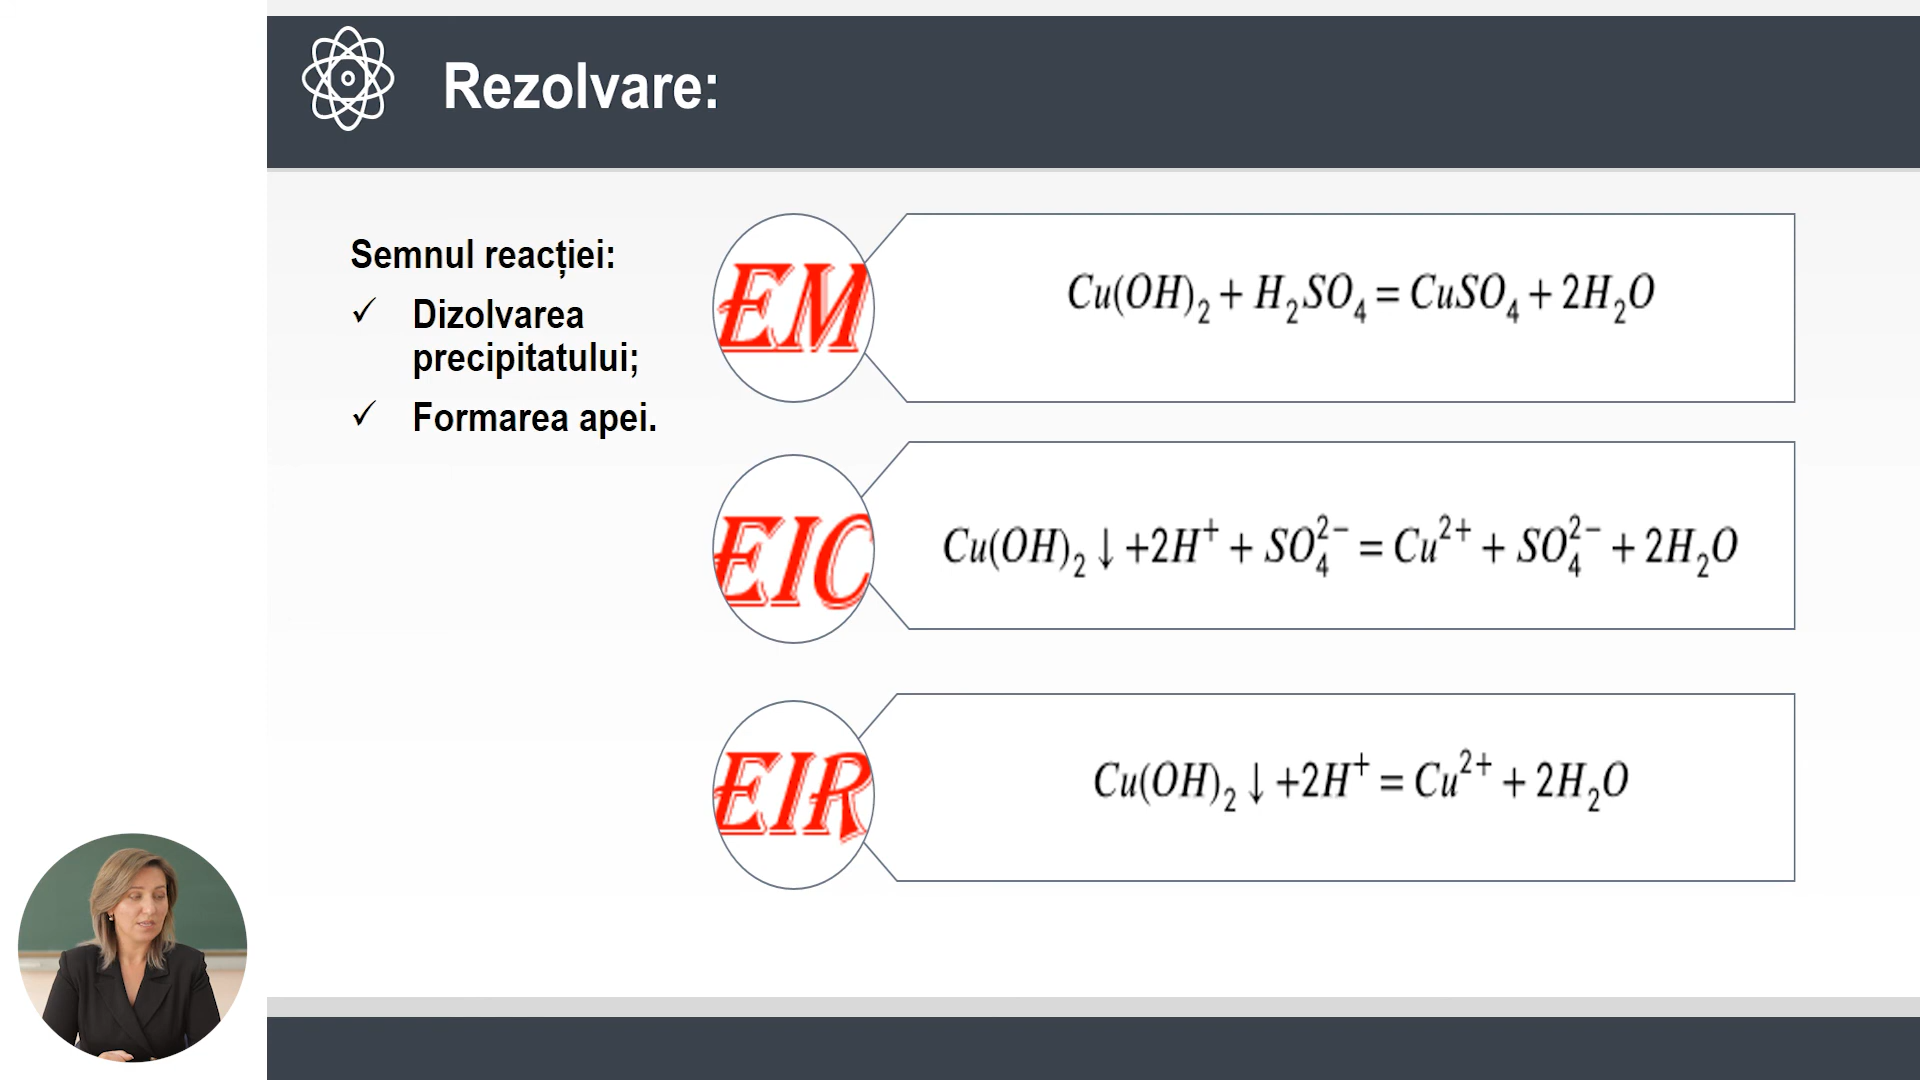 Rezolvare:
Semnul reacției:
✓ Dizolvarea
precipitatului;
✓ Formarea apei.
EM
Cu(OH)₂ + H₂SO₄ = CuSO₄ + 2H₂O
EIC
Cu(OH)₂ ↓ +2H⁺ + SO₄²⁻ = Cu²⁺ + SO₄²⁻ + 2H₂O
EIR
Cu(OH)₂ ↓ +2H⁺ = Cu²⁺ + 2H₂O